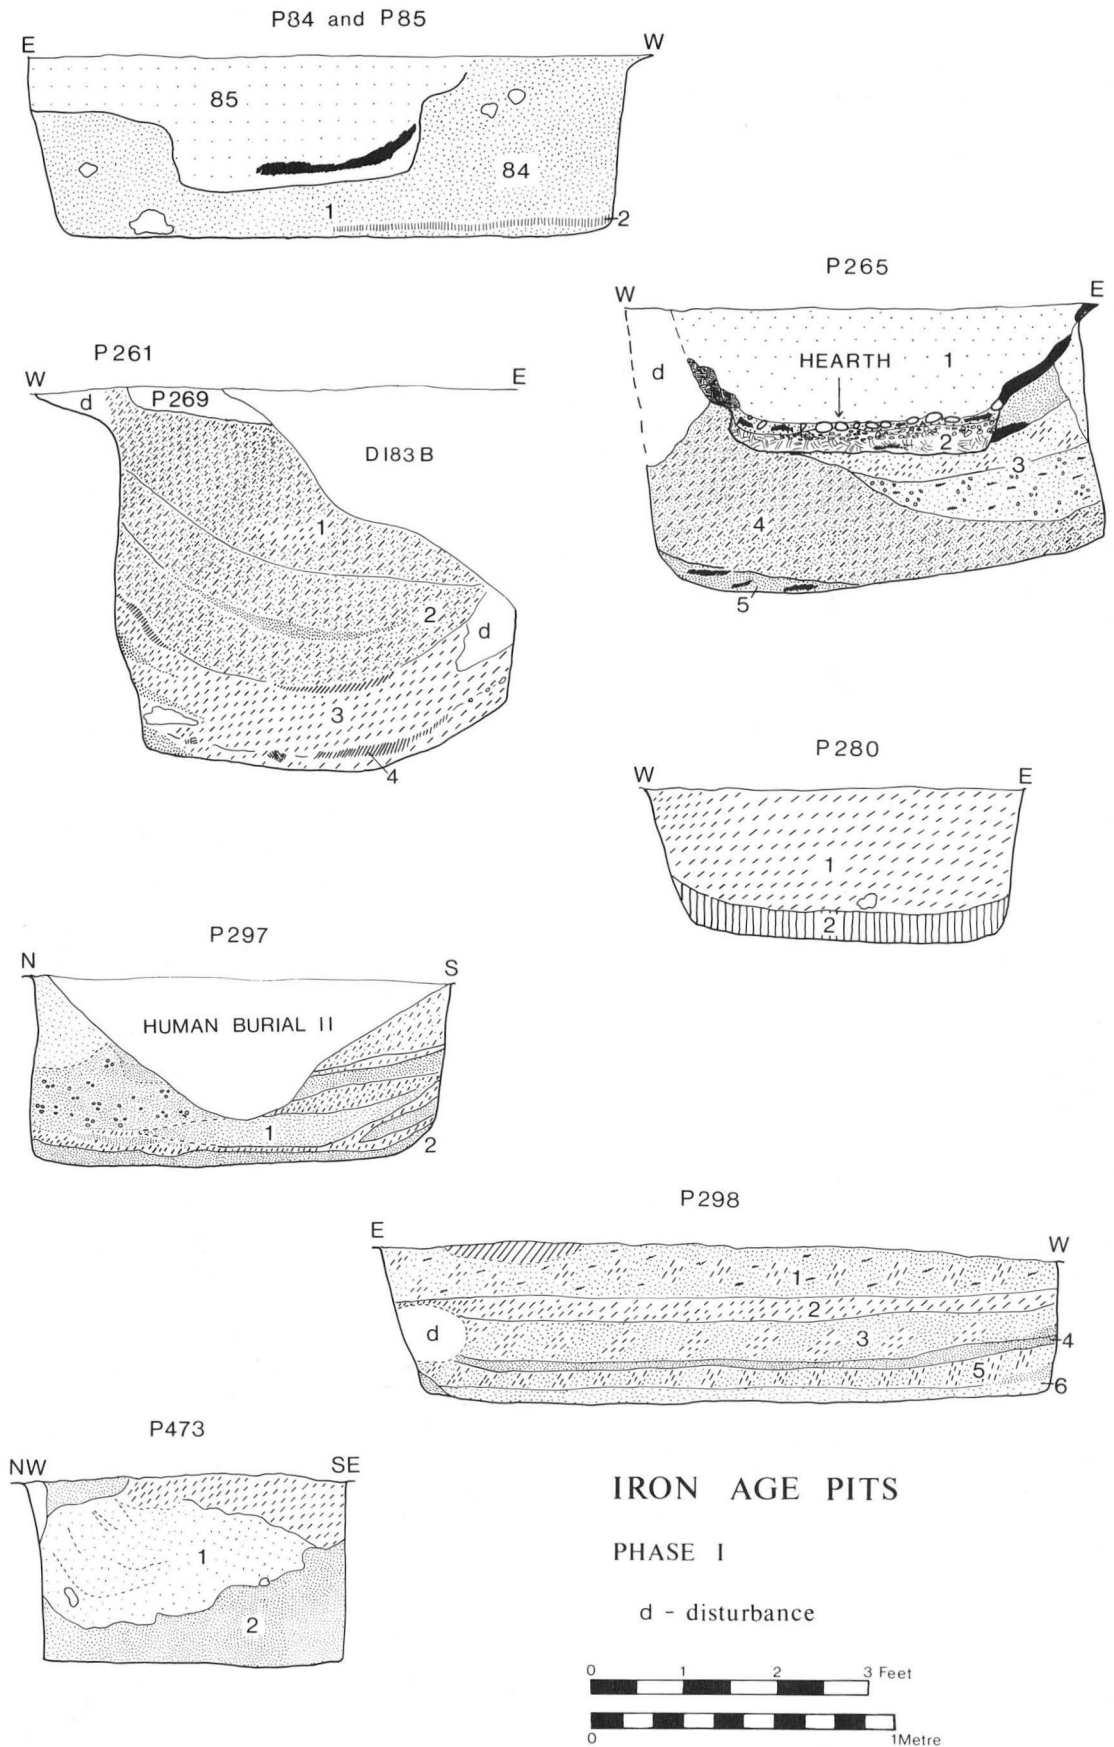 P84 and P85
E W
85
84
1
2
P265
W E
d HEARTH 1
2
3
4
5
P261
W E
d P269
D183B
1
2
d
3
4
P280
W E
1
2
P297
N S
HUMAN BURIAL II
1
2
P298
E W
1
2
d 3
4
5
6
P473
NW SE
1
2
IRON AGE PITS
PHASE I
d - disturbance
0 1 2 3 Feet
0 1 Metre